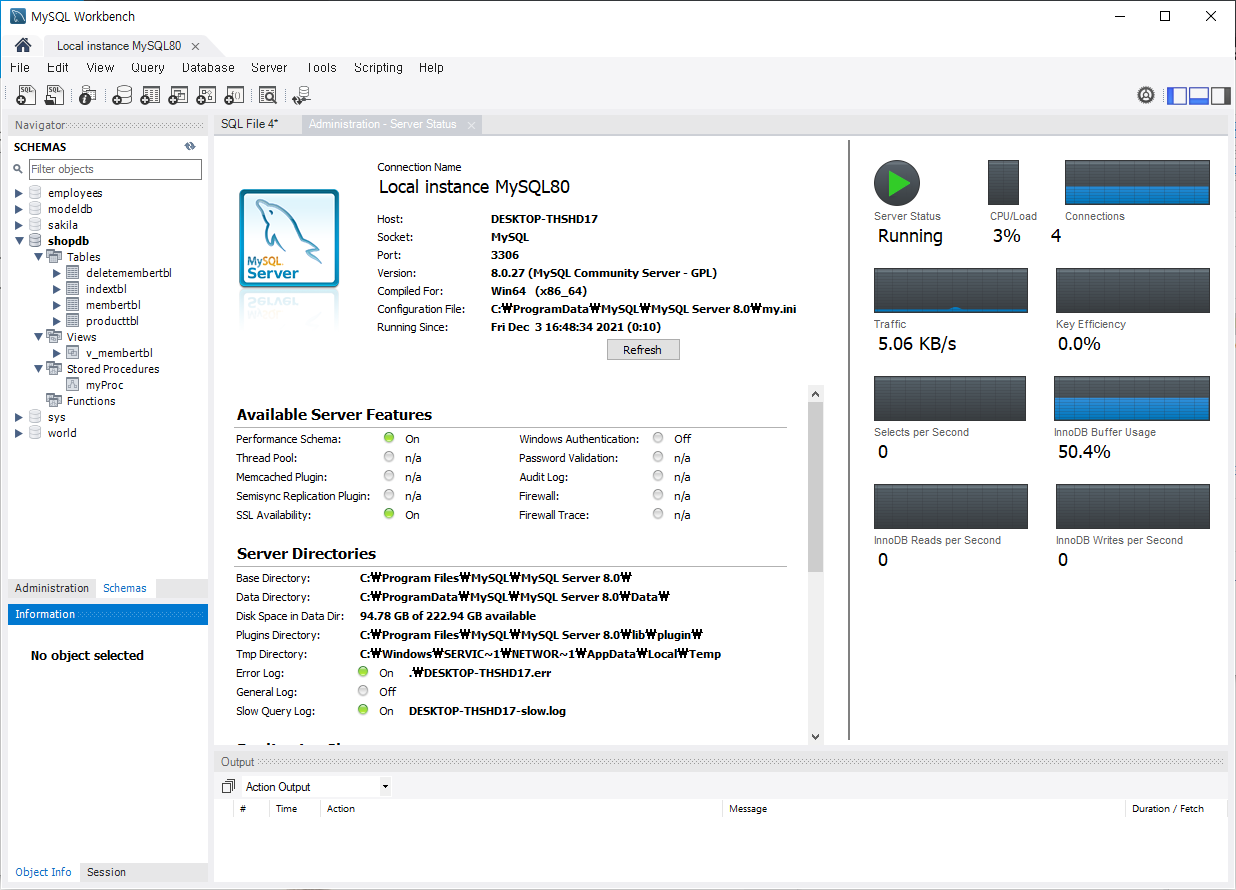 MySQL Workbench
Local instance MySQL80
File Edit View Query Database Server Tools Scripting Help
Navigator
SCHEMAS
Filter objects
employees
modeldb
sakila
shopdb
Tables
deletemembertbl
indextbl
membertbl
producttbl
Views
v_membertbl
Stored Procedures
myProc
Functions
sys
world
Administration Schemas
Information
No object selected
Object Info Session
SQL File 4* Administration - Server Status
MySQL Server
Connection Name
Local instance MySQL80
Host: DESKTOP-THSHD17
Socket: MySQL
Port: 3306
Version: 8.0.27 (MySQL Community Server - GPL)
Compiled For: Win64 (x86_64)
Configuration File: C:₩ProgramData₩MySQL₩MySQL Server 8.0₩my.ini
Running Since: Fri Dec 3 16:48:34 2021 (0:10)
Refresh
Available Server Features
Performance Schema: On Windows Authentication: Off
Thread Pool: n/a Password Validation: n/a
Memcached Plugin: n/a Audit Log: n/a
Semisync Replication Plugin: n/a Firewall: n/a
SSL Availability: On Firewall Trace: n/a
Server Directories
Base Directory: C:₩Program Files₩MySQL₩MySQL Server 8.0₩
Data Directory: C:₩ProgramData₩MySQL₩MySQL Server 8.0₩Data₩
Disk Space in Data Dir: 94.78 GB of 222.94 GB available
Plugins Directory: C:₩Program Files₩MySQL₩MySQL Server 8.0₩lib₩plugin₩
Tmp Directory: C:₩Windows₩SERVIC~1₩NETWOR~1₩AppData₩Local₩Temp
Error Log: On .₩DESKTOP-THSHD17.err
General Log: Off
Slow Query Log: On DESKTOP-THSHD17-slow.log
Server Status CPU/Load Connections
Running 3% 4
Traffic Key Efficiency
5.06 KB/s 0.0%
Selects per Second InnoDB Buffer Usage
0 50.4%
InnoDB Reads per Second InnoDB Writes per Second
0 0
Output
Action Output
# Time Action Message Duration / Fetch